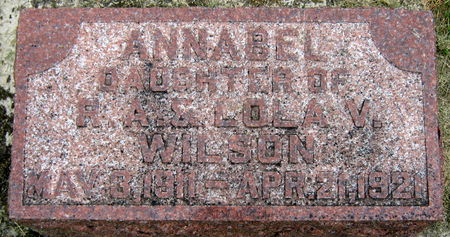 ANNABEL
DAUGHTER OF
R. A. & LOLA V.
WILSON
MAY 3, 1911 — APR. 21, 1921